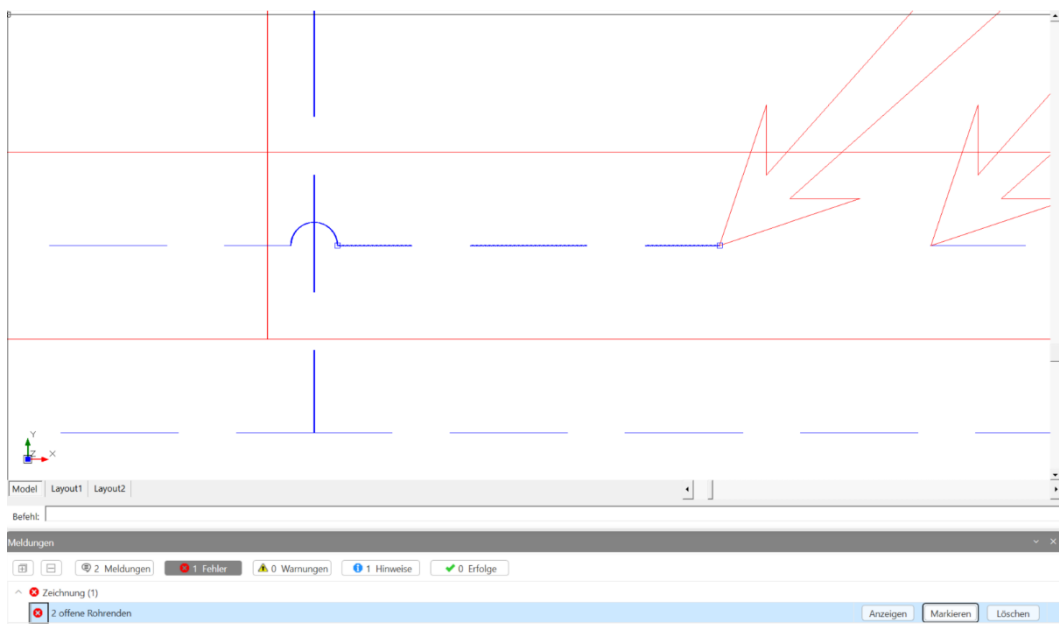 Y
Z X
Model Layout1 Layout2
Befehl:
Meldungen
2 Meldungen 1 Fehler 0 Warnungen 1 Hinweise 0 Erfolge
Zeichnung (1)
2 offene Rohrenden Anzeigen Markieren Löschen